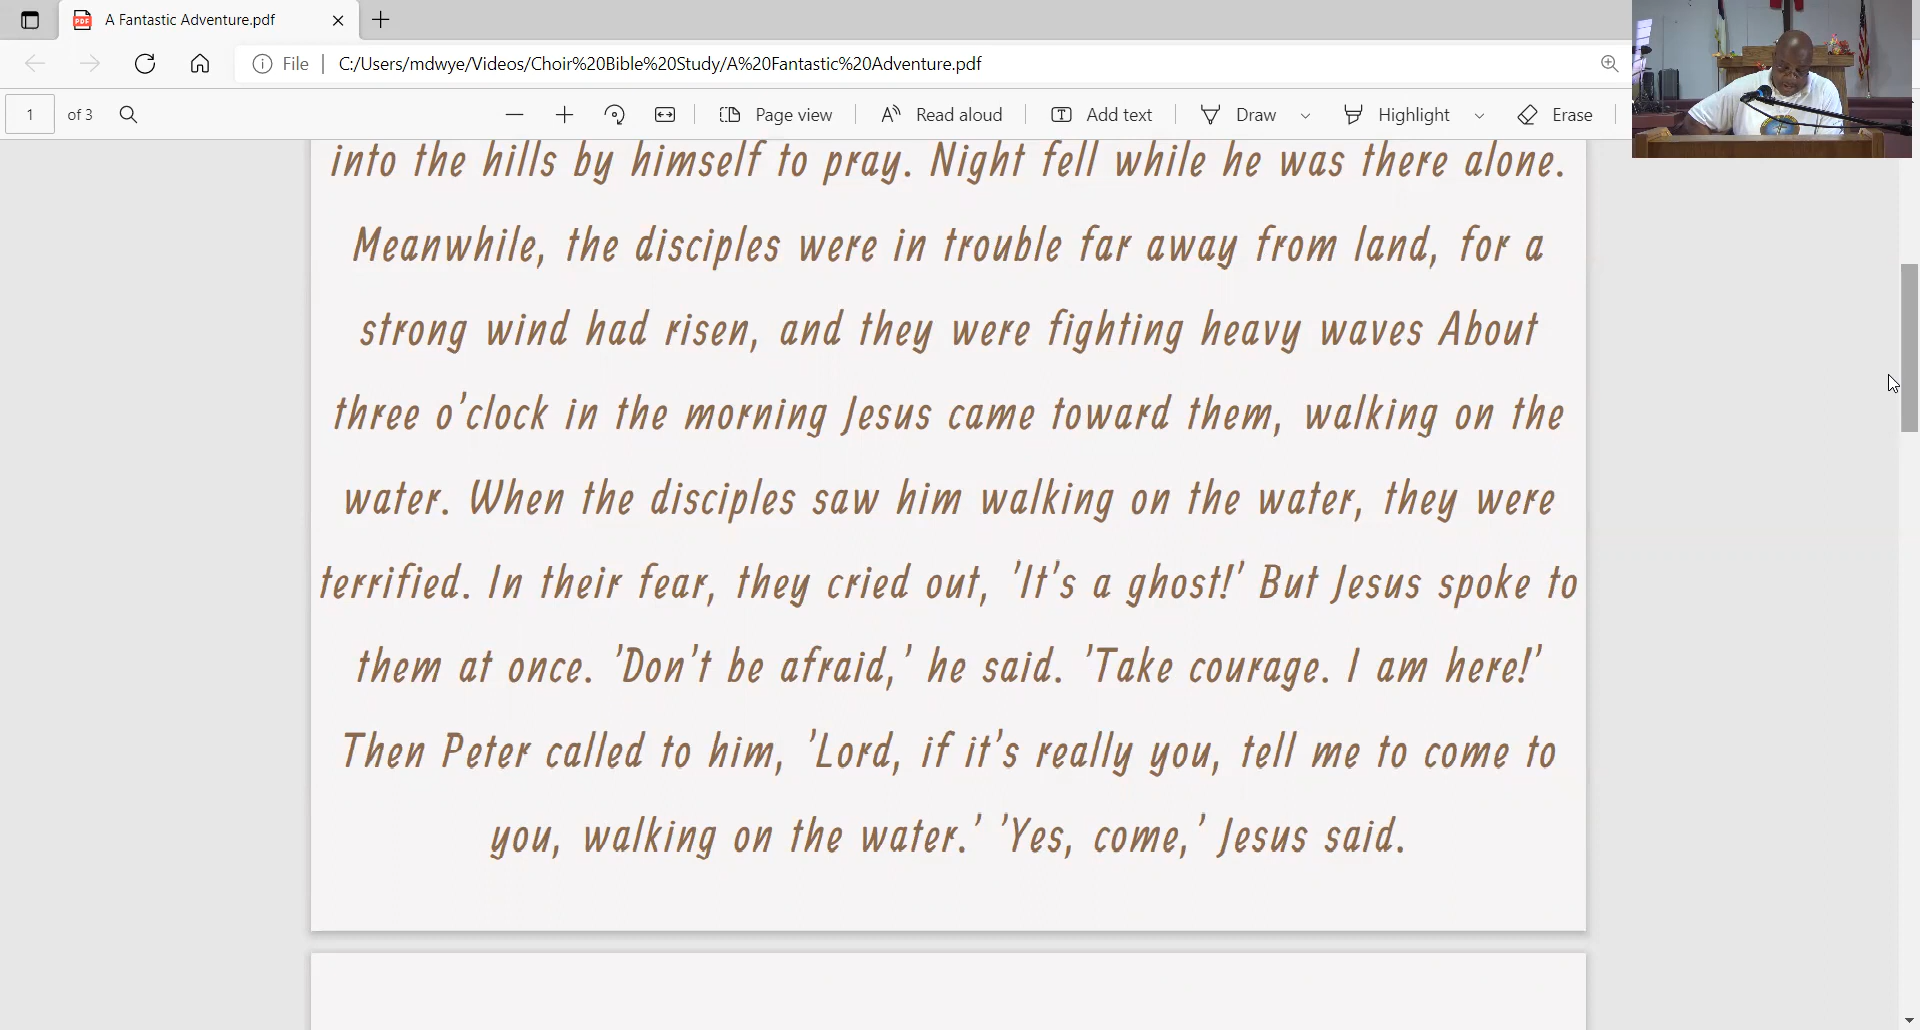 A Fantastic Adventure.pdf
File | C:/Users/mdwye/Videos/Choir%20Bible%20Study/A%20Fantastic%20Adventure.pdf
1 of 3 Page view Read aloud Add text Draw Highlight Erase
into the hills by himself to pray. Night fell while he was there alone.
Meanwhile, the disciples were in trouble far away from land, for a
strong wind had risen, and they were fighting heavy waves About
three o'clock in the morning Jesus came toward them, walking on the
water. When the disciples saw him walking on the water, they were
terrified. In their fear, they cried out, 'It's a ghost!' But Jesus spoke to
them at once. 'Don't be afraid,' he said. 'Take courage. I am here!'
Then Peter called to him, 'Lord, if it's really you, tell me to come to
you, walking on the water.' 'Yes, come,' Jesus said.